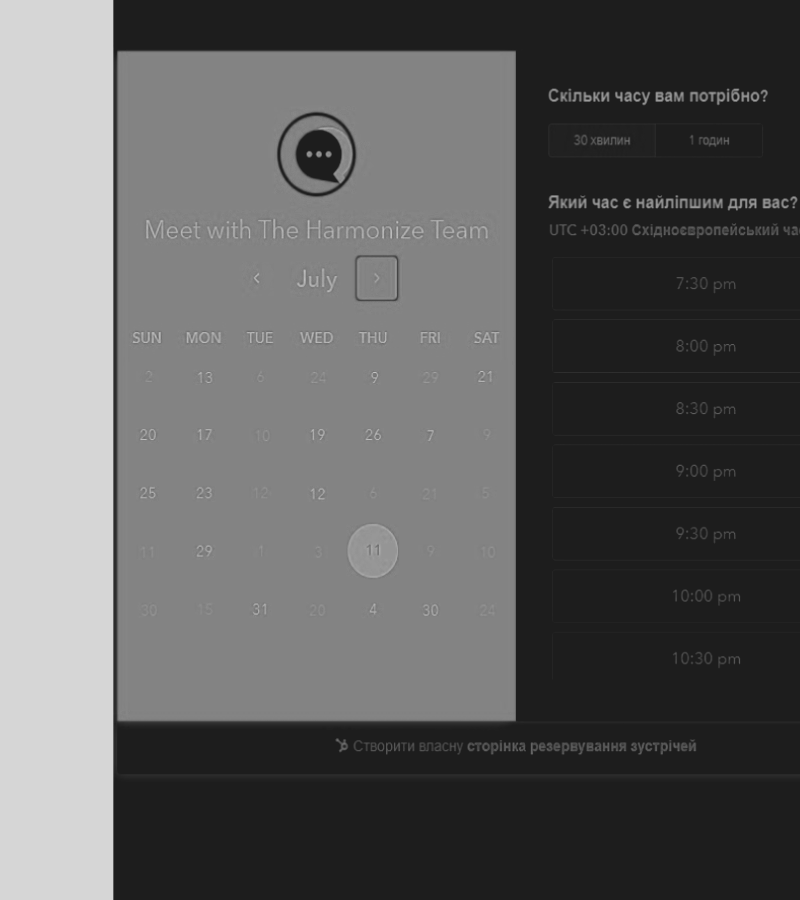 Meet with The Harmonize Team
July
SUN MON TUE WED THU FRI SAT
2 13 6 24 9 29 21
20 17 10 19 26 7 9
25 23 12 12 6 21 5
11 29 1 3 11 9 10
30 15 31 20 4 30 24
Скільки часу вам потрібно?
30 хвилин 1 годин
Який час є найліпшим для вас?
UTC +03:00 Східноєвропейський
7:30 pm
8:00 pm
8:30 pm
9:00 pm
9:30 pm
10:00 pm
10:30 pm
Створити власну сторінка резервування зустрічей